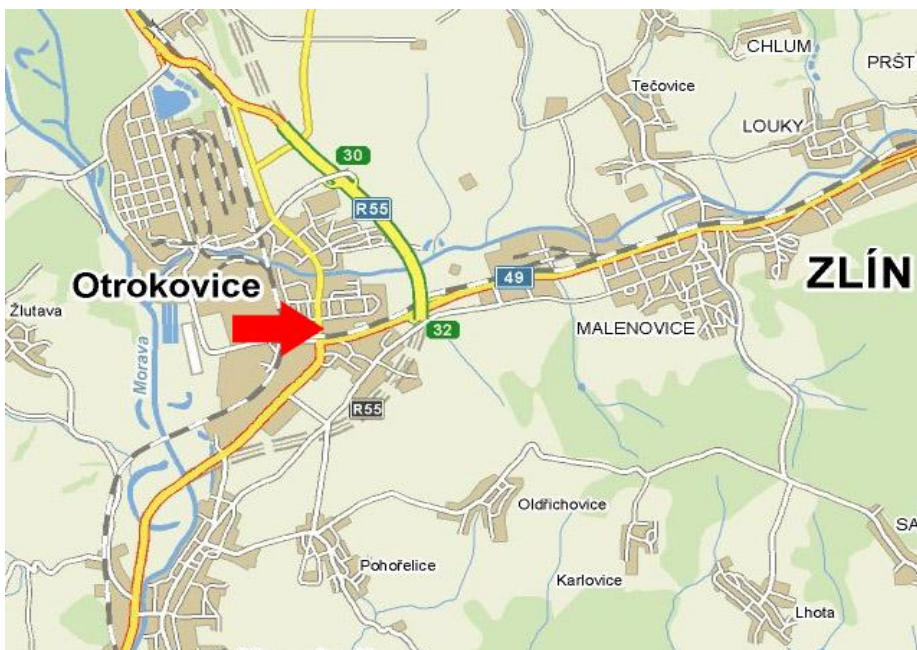 CHLUM
PRŠT
Tečovice
LOUKY
30
R55
Otrokovice
49
ZLÍN
Žlutava
32
MALENOVICE
Morava
R55
Oldřichovice
SA
Pohořelice
Karlovice
Lhota